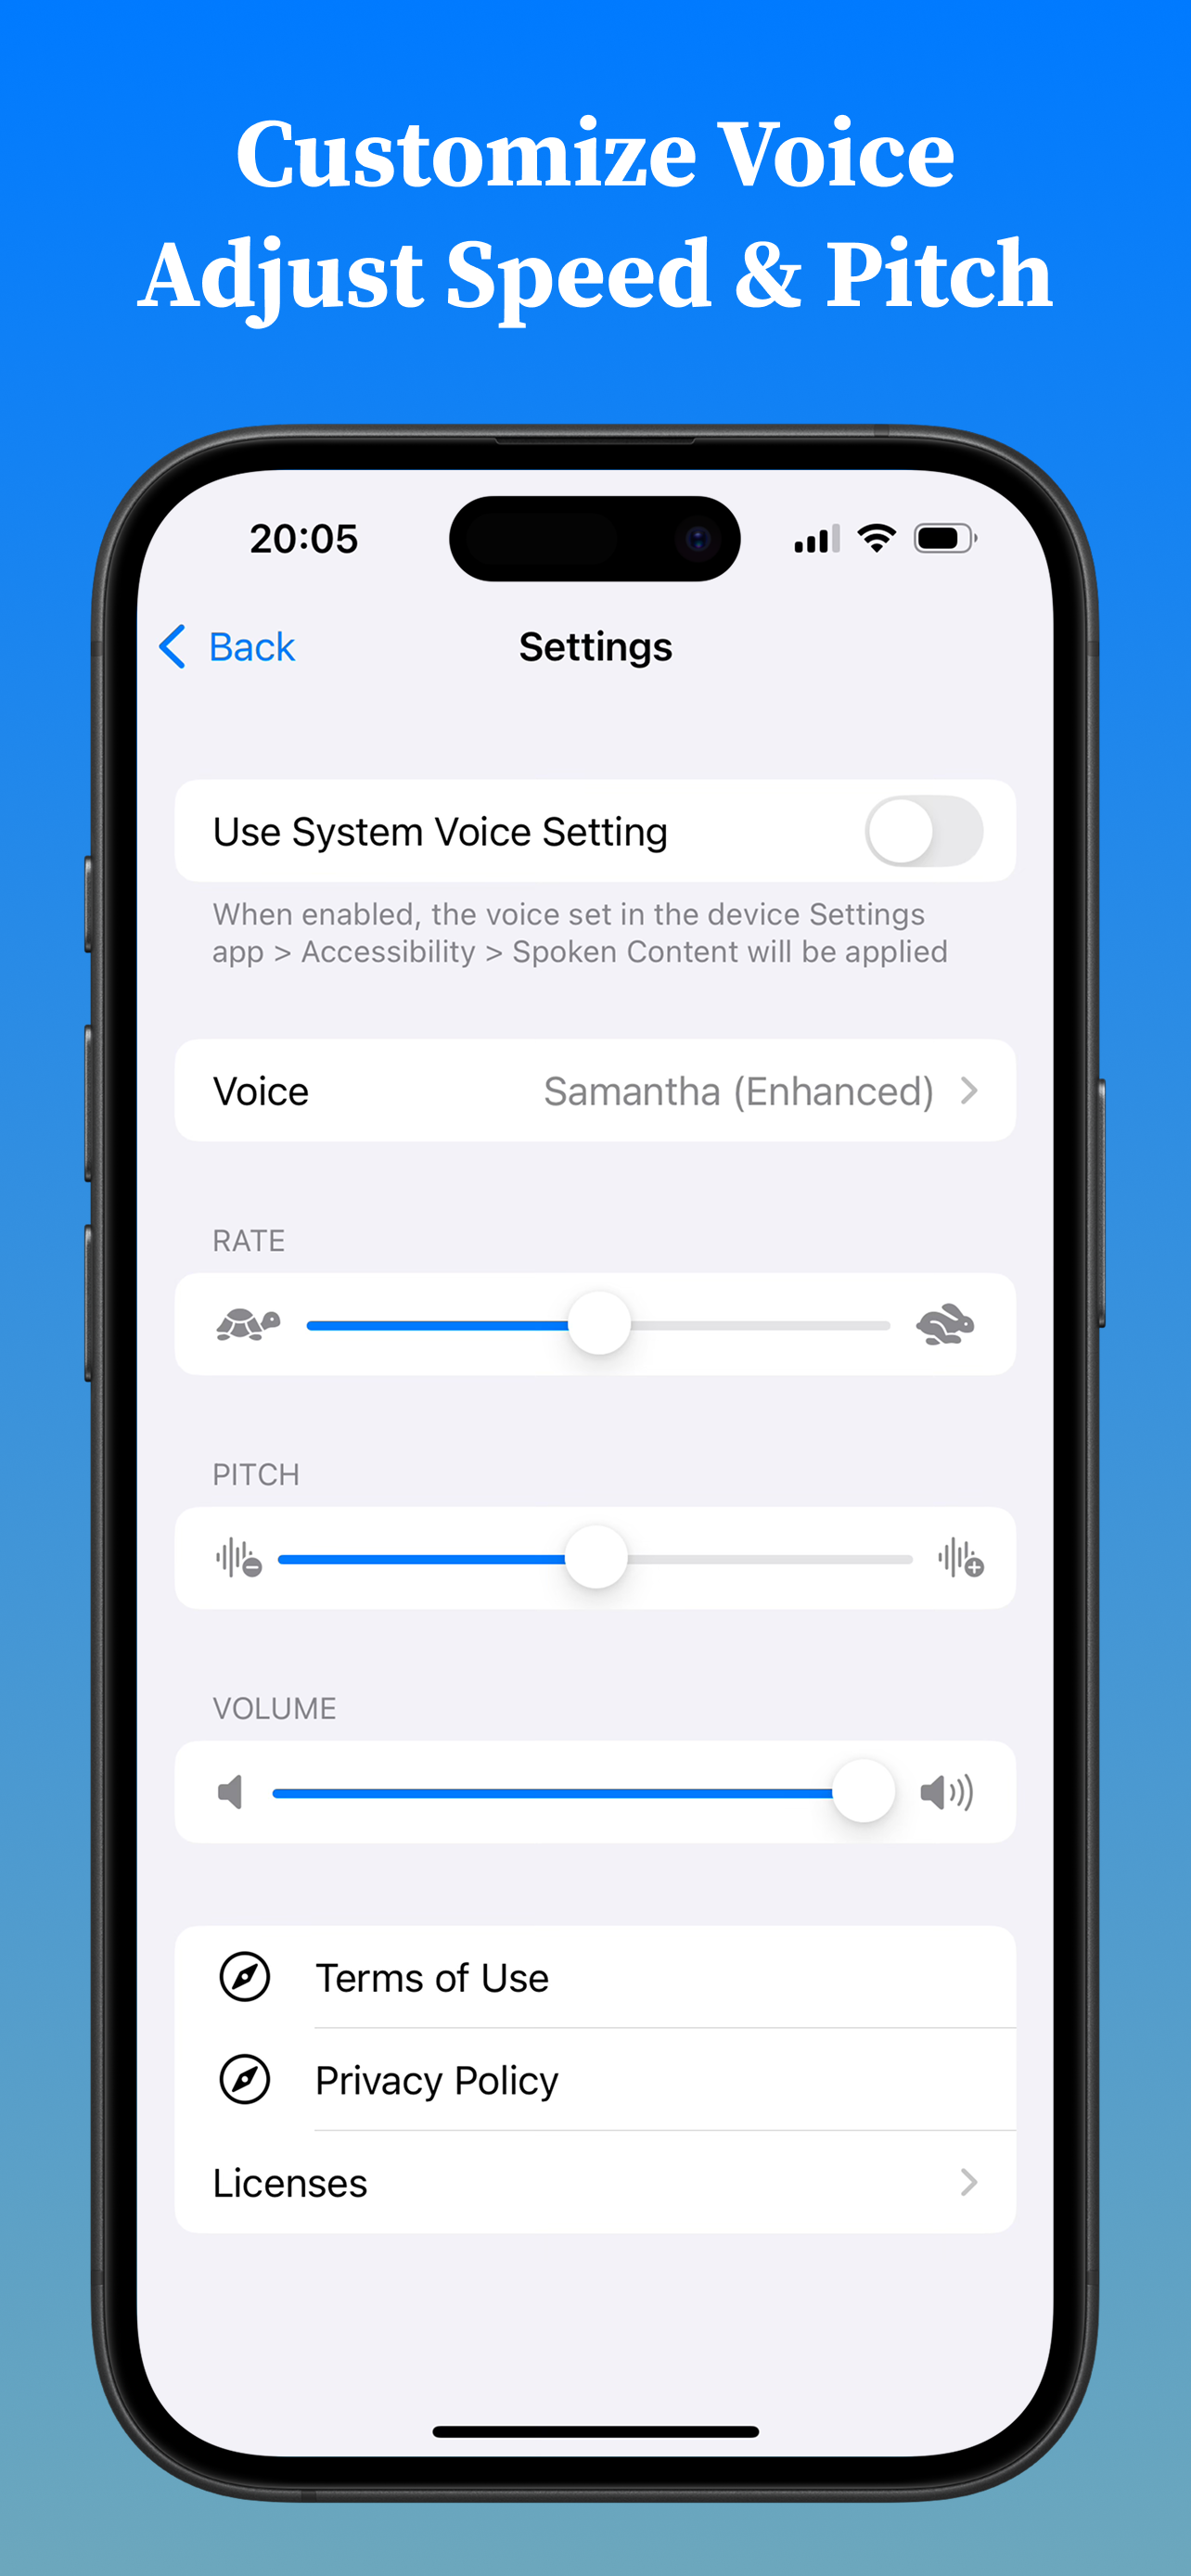 Customize Voice
Adjust Speed & Pitch
20:05
Back
Settings
Use System Voice Setting
When enabled, the voice set in the device Settings
app > Accessibility > Spoken Content will be applied
Voice
Samantha (Enhanced)
RATE
PITCH
VOLUME
Terms of Use
Privacy Policy
Licenses